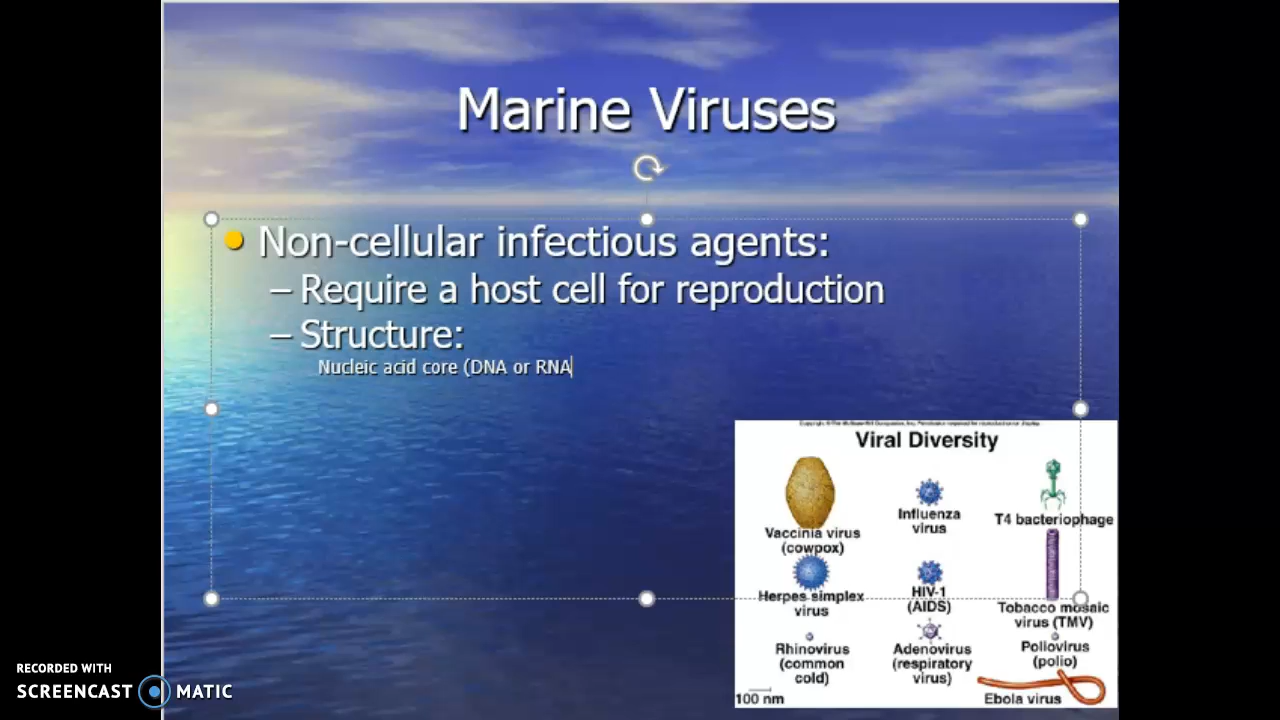 Marine Viruses
Non-cellular infectious agents:
– Require a host cell for reproduction
– Structure:
Nucleic acid core (DNA or RNA
Viral Diversity
Vaccinia virus
(cowpox)
Influenza
virus
T4 bacteriophage
Herpes simplex
virus
HIV-1
(AIDS)
Tobacco mosaic
virus (TMV)
Rhinovirus
(common
cold)
Adenovirus
(respiratory
virus)
Poliovirus
(polio)
100 nm
Ebola virus
RECORDED WITH
SCREENCAST MATIC